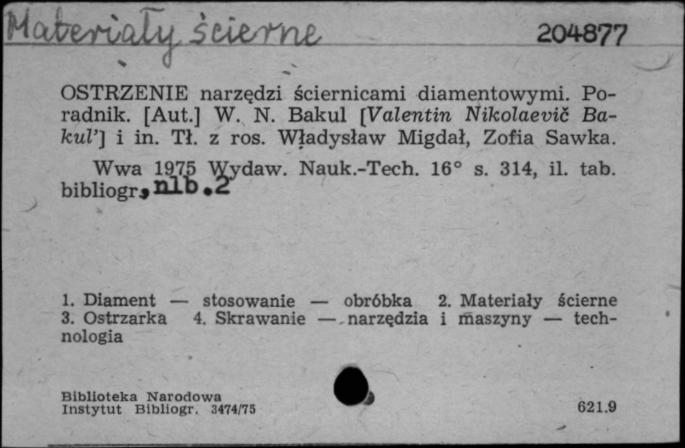 Materiały ścierne 204877
OSTRZENIE narzędzi ściernicami diamentowymi. Po-
radnik. [Aut.] W. N. Bakul [Valentin Nikolaevič Ba-
kul'] i in. Tł. z ros. Władysław Migdał, Zofia Sawka.
Wwa 1975 Wydaw. Nauk.-Tech. 16° s. 314, il. tab.
bibliogr., nlb.2
1. Diament — stosowanie — obróbka 2. Materiały ścierne
3. Ostrzarka 4. Skrawanie — narzędzia i maszyny — tech-
nologia
Biblioteka Narodowa
Instytut Bibliogr. 3474/75 621.9